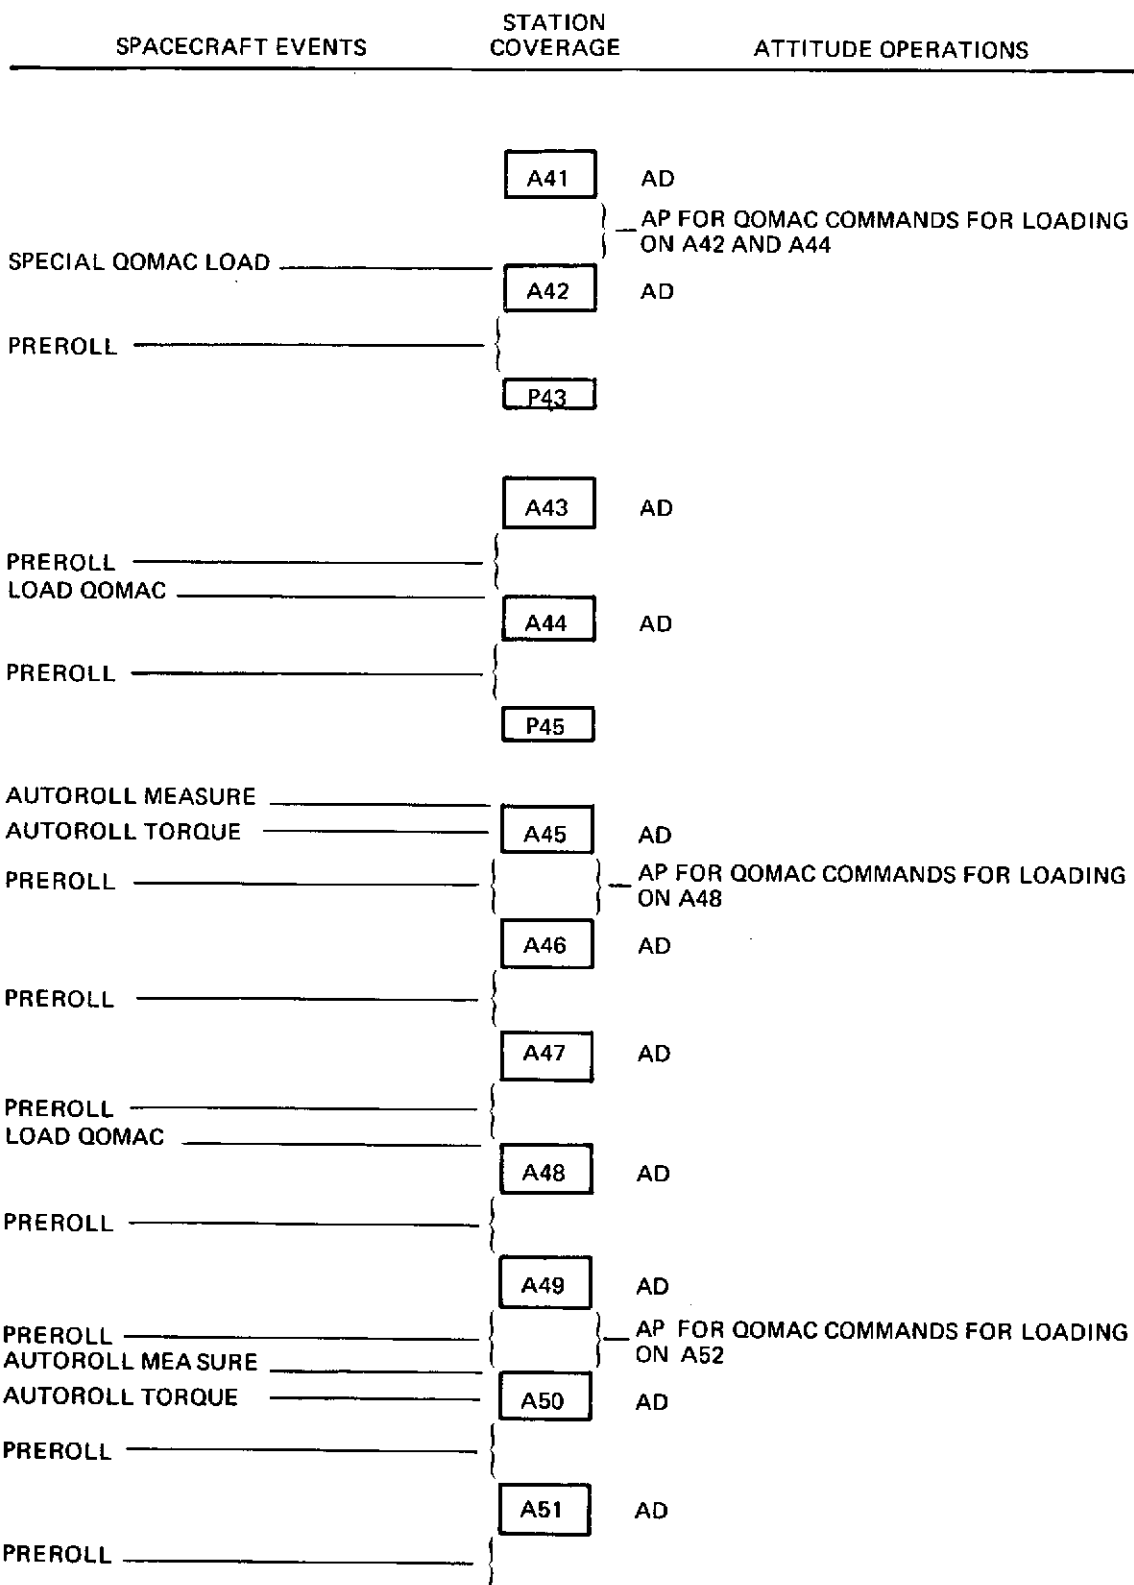 SPACECRAFT EVENTS STATION COVERAGE ATTITUDE OPERATIONS
A41 AD
AP FOR QOMAC COMMANDS FOR LOADING
ON A42 AND A44
SPECIAL QOMAC LOAD
A42 AD
PREROLL
P43
A43 AD
PREROLL
LOAD QOMAC
A44 AD
PREROLL
P45
AUTOROLL MEASURE
AUTOROLL TORQUE A45 AD
PREROLL AP FOR QOMAC COMMANDS FOR LOADING
ON A48
A46 AD
PREROLL
A47 AD
PREROLL
LOAD QOMAC
A48 AD
PREROLL
A49 AD
PREROLL AP FOR QOMAC COMMANDS FOR LOADING
AUTOROLL MEASURE ON A52
AUTOROLL TORQUE A50 AD
PREROLL
A51 AD
PREROLL